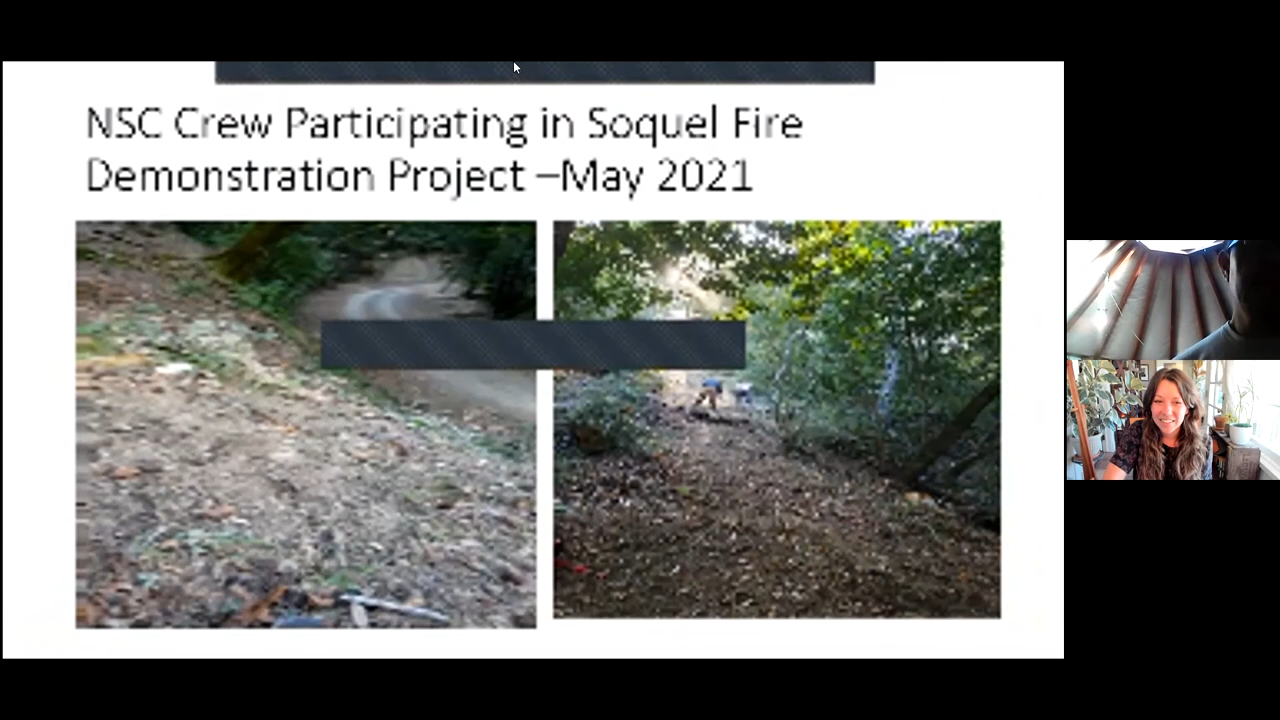 NSC Crew Participating in Soquel Fire
Demonstration Project –May 2021